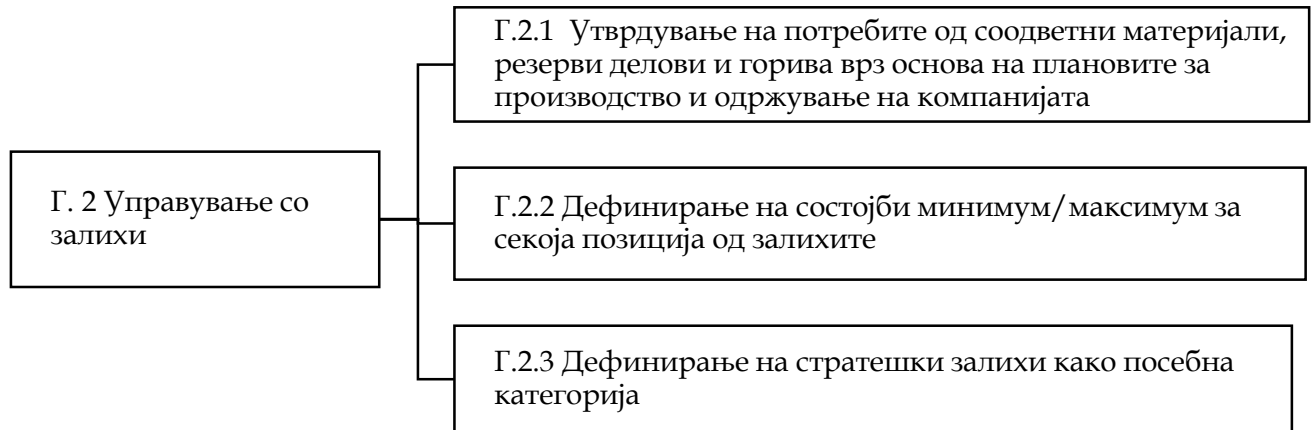 Г.2.1 Утврдување на потребите од соодветни материјали,
резерви делови и горива врз основа на плановите за
производство и одржување на компанијата
Г. 2 Управување со
залихи
Г.2.2 Дефинирање на состојби минимум/максимум за
секоја позиција од залихите
Г.2.3 Дефинирање на стратешки залихи како посебна
категорија